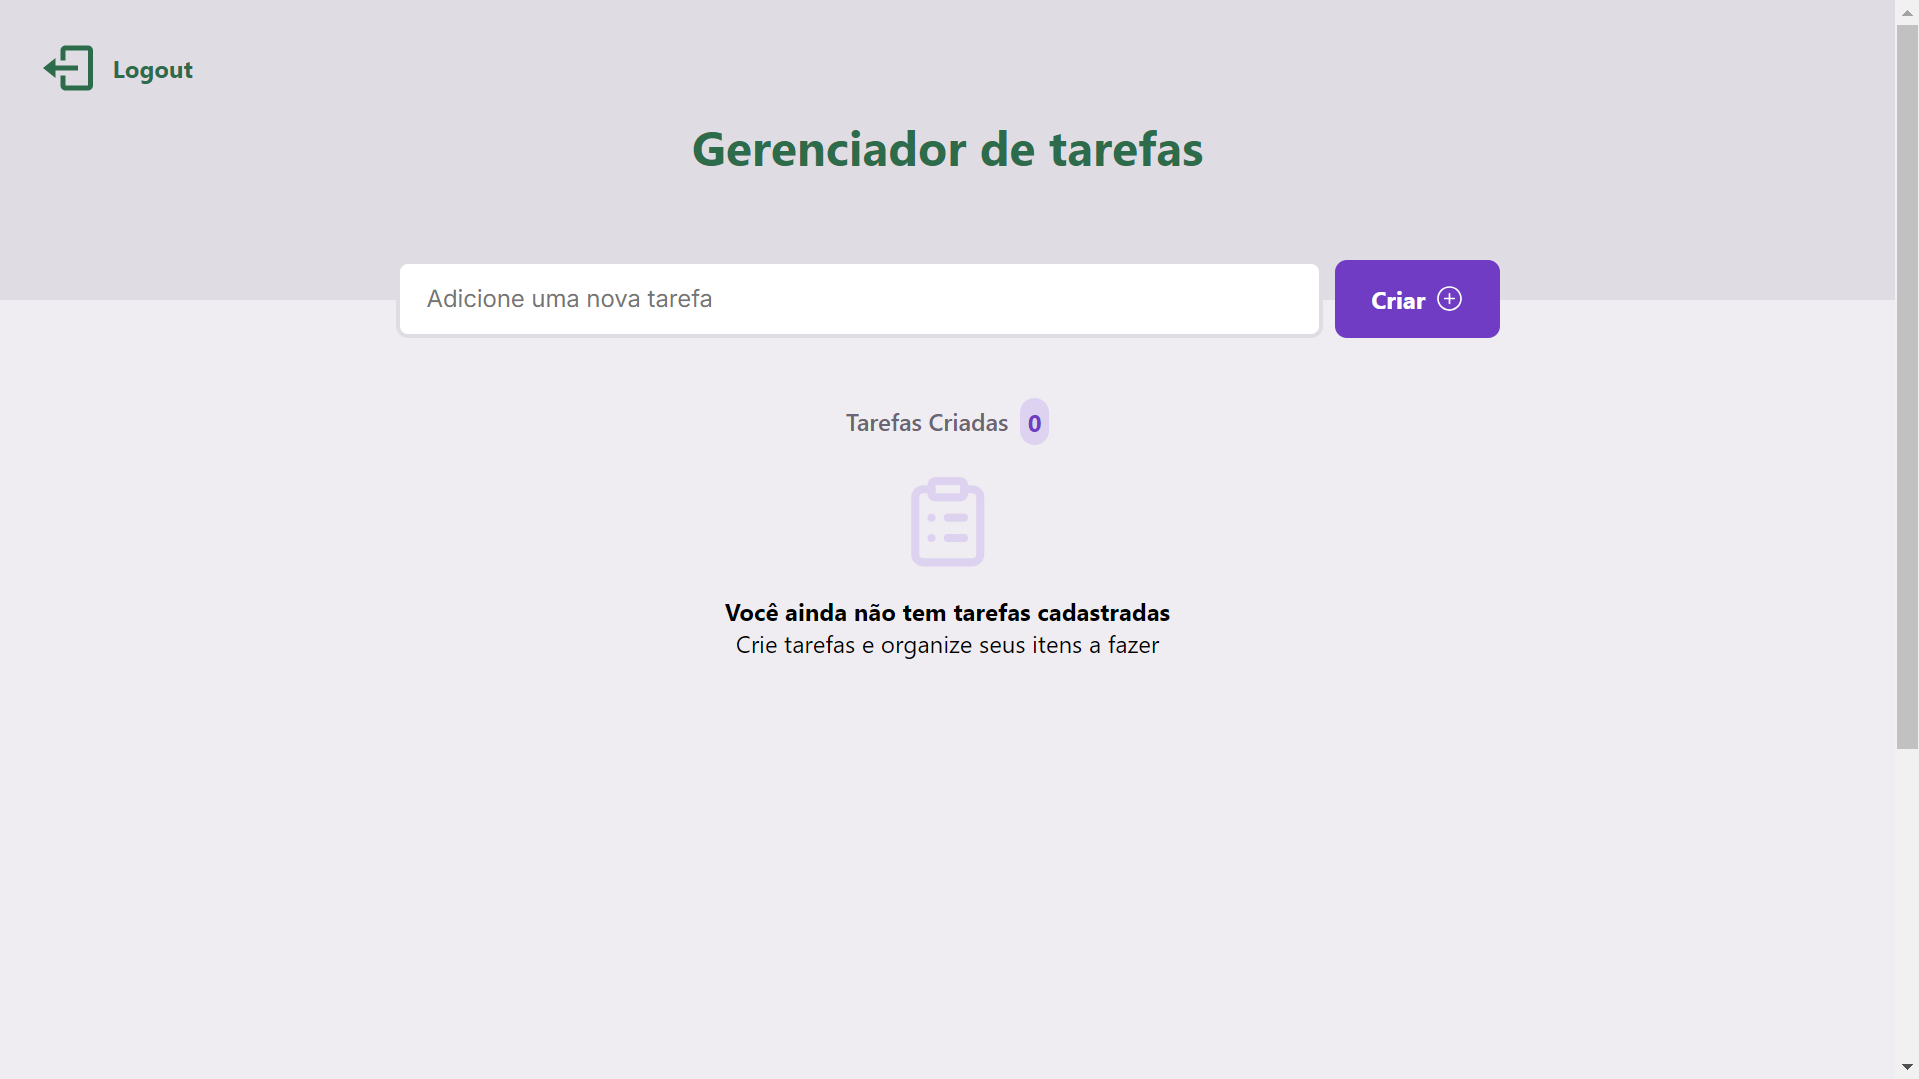 Logout
Gerenciador de tarefas
Adicione uma nova tarefa
Criar
Tarefas Criadas 0
Você ainda não tem tarefas cadastradas
Crie tarefas e organize seus itens a fazer